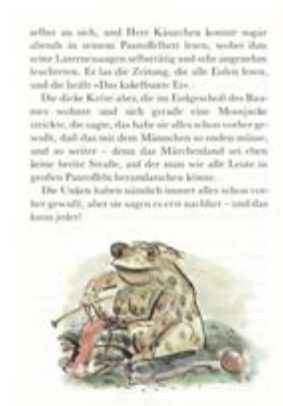 selbst an sich, und Herr Käuzchen konnte sogar
abends in seinem Pantoffelbett lesen, wobei ihm
seine Laternenaugen selbsttätig und sehr angenehm
leuchteten. Er las die Zeitung, die alle Eulen lesen,
und die heißt »Das kakelbunte Ei«.
Die dicke Kröte aber, die im Erdgeschoß des Bau-
mes wohnte und sich gerade eine Moosjacke
strickte, die sagte, das habe sie alles schon vorher ge-
wußt, daß das mit dem Männchen so enden müsse,
und so weiter – denn das Märchenland sei eben
keine breite Straße, auf der man wie alle Leute in
großen Pantoffeln herumlatschen könne.
Die Unken haben nämlich immer alles schon vor-
her gewußt, aber sie sagen es erst nachher – und das
kann jeder!